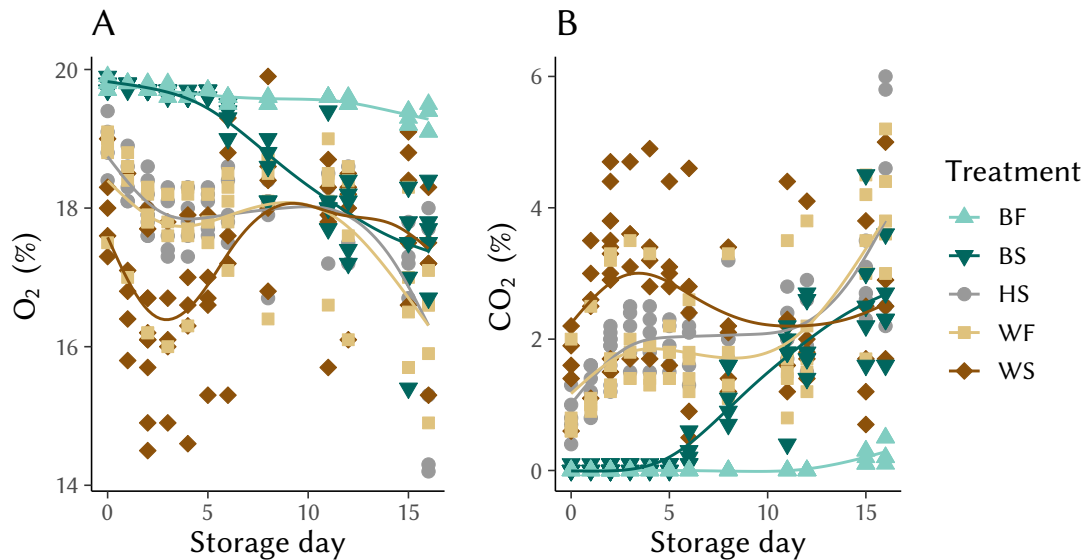 A
O₂ (%)
20
18
16
14
0 5 10 15
Storage day
B
CO₂ (%)
6
4
2
0
0 5 10 15
Storage day
Treatment
BF
BS
HS
WF
WS